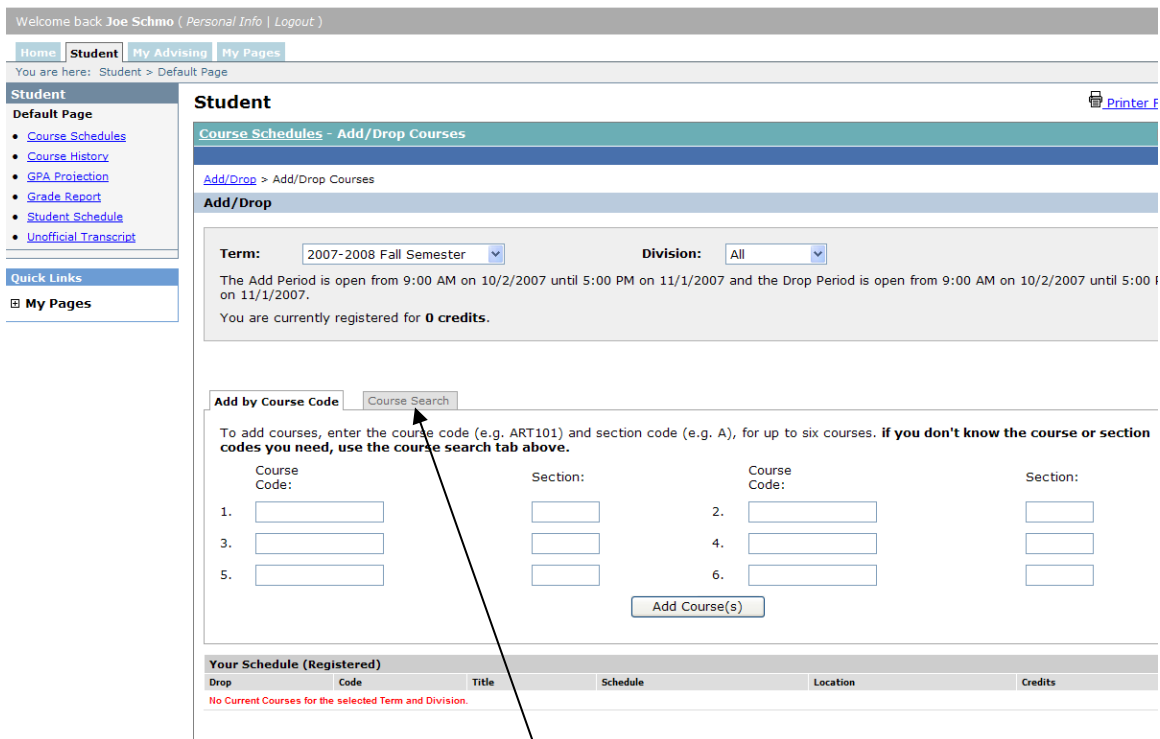 Welcome back Joe Schmo ( Personal Info | Logout )
Home Student My Advising My Pages
You are here: Student > Default Page
Student
Default Page
Course Schedules
Course History
GPA Projection
Grade Report
Student Schedule
Unofficial Transcript
Quick Links
My Pages
Student
Printer F
Course Schedules - Add/Drop Courses
Add/Drop > Add/Drop Courses
Add/Drop
Term: 2007-2008 Fall Semester Division: All
The Add Period is open from 9:00 AM on 10/2/2007 until 5:00 PM on 11/1/2007 and the Drop Period is open from 9:00 AM on 10/2/2007 until 5:00 P
on 11/1/2007.
You are currently registered for 0 credits.
Add by Course Code Course Search
To add courses, enter the course code (e.g. ART101) and section code (e.g. A), for up to six courses. if you don't know the course or section
codes you need, use the course search tab above.
Course Code: Section: Course Code: Section:
1. 2.
3. 4.
5. 6.
Add Course(s)
Your Schedule (Registered)
Drop Code Title Schedule Location Credits
No Current Courses for the selected Term and Division.